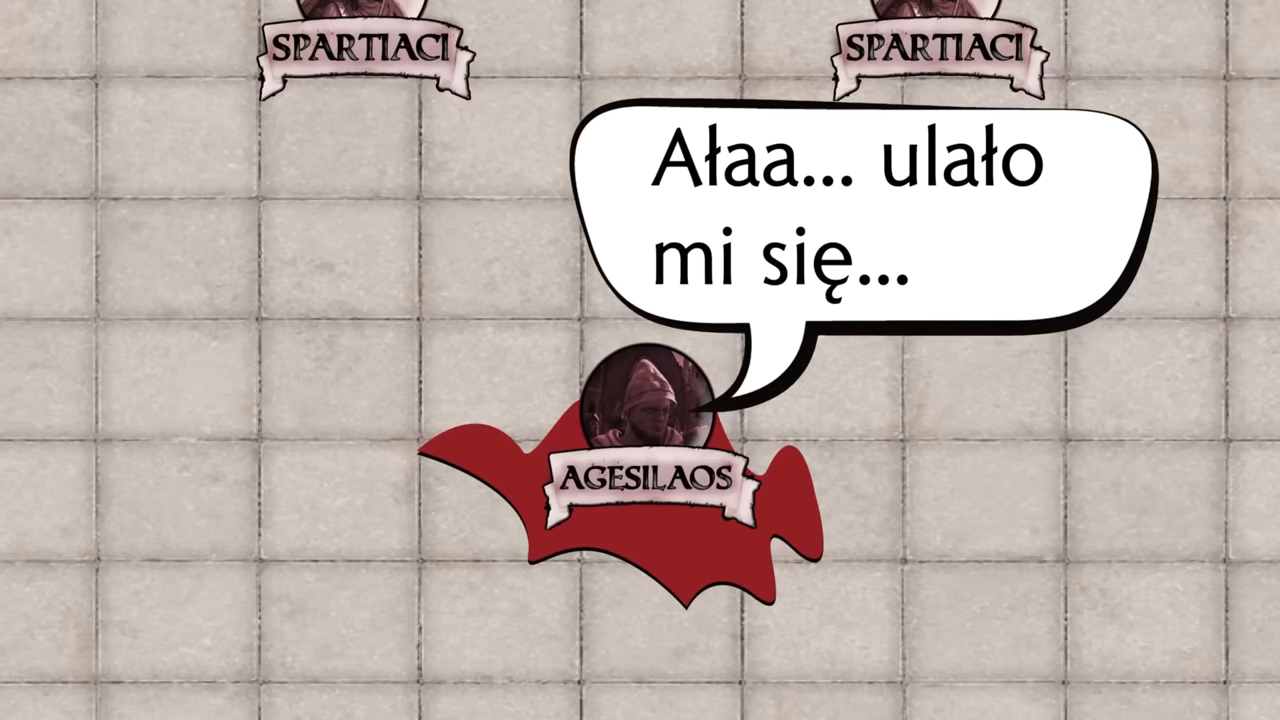 SPARTIACI
SPARTIACI
Ałaa... ulało
mi się...
AGESILAOS